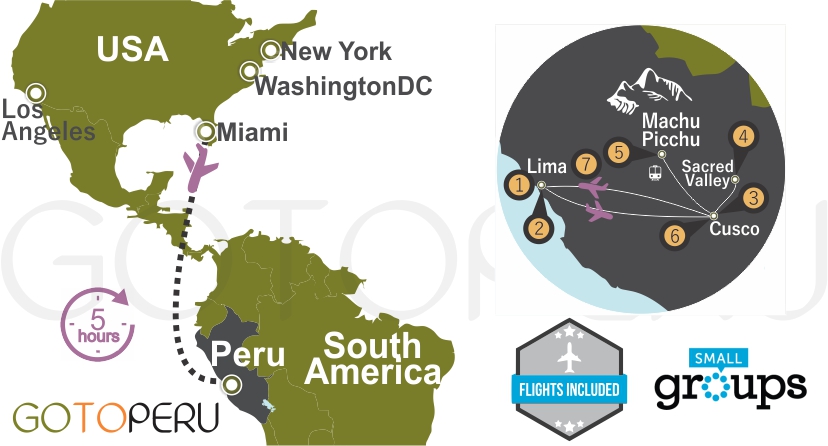 USA
New York
WashingtonDC
Los
Angeles
Miami
5
hours
Peru
South
America
GOTOPERU
GOTOPERU
Machu
Picchu
Lima
Sacred
Valley
Cusco
1
2
3
4
5
6
7
FLIGHTS INCLUDED
SMALL
groups